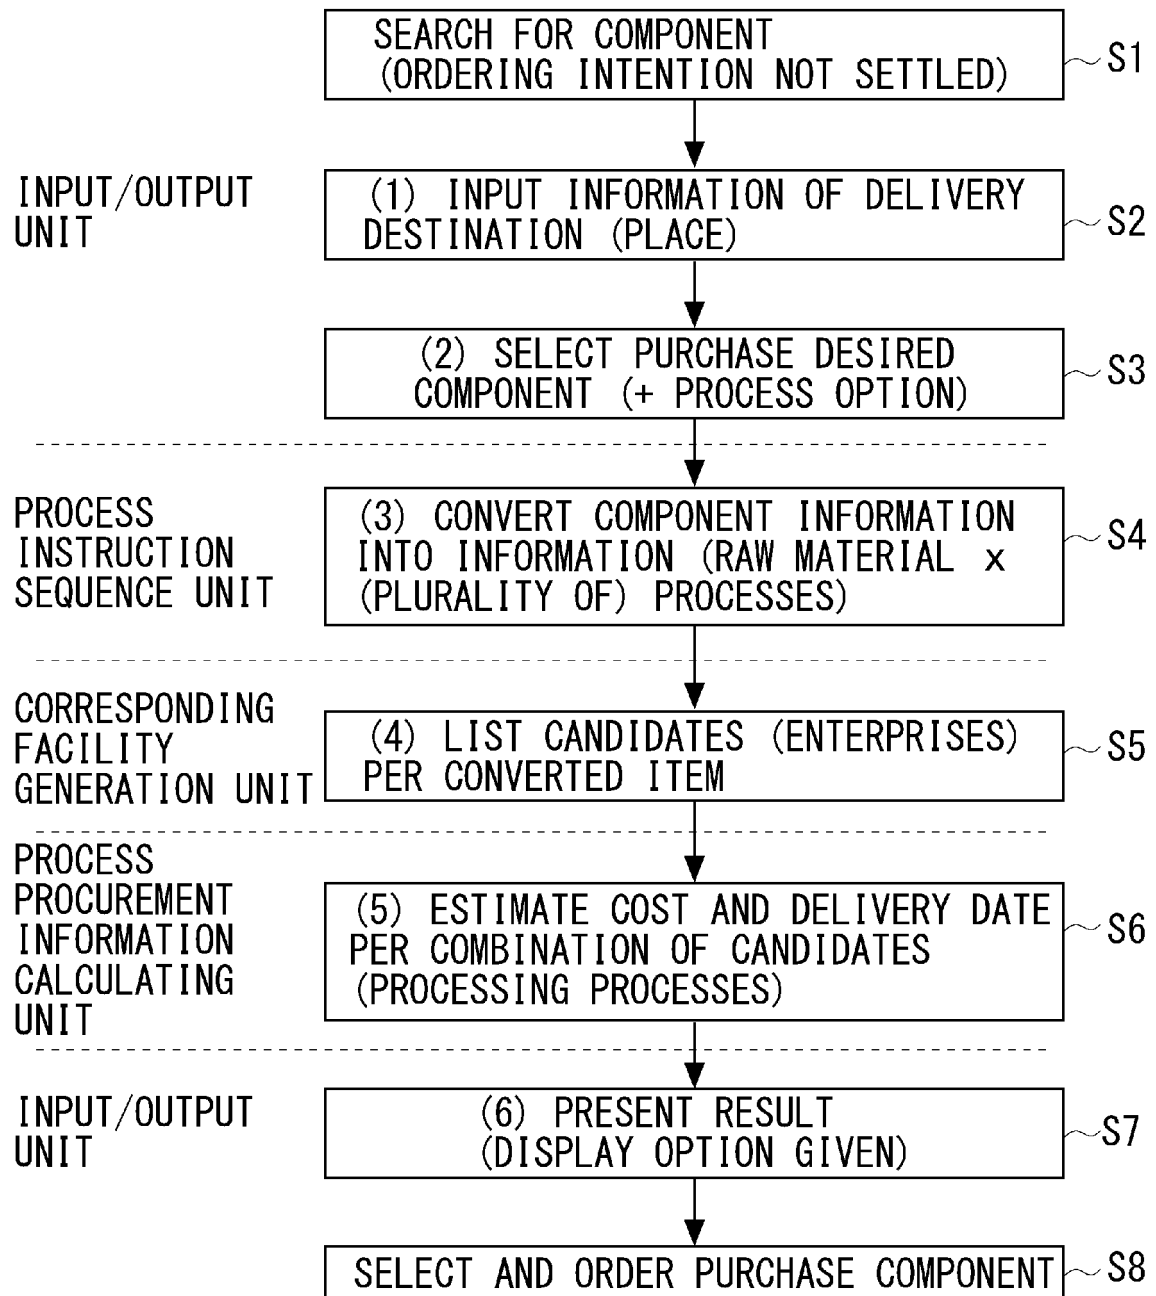 SEARCH FOR COMPONENT
(ORDERING INTENTION NOT SETTLED)
S1
INPUT/OUTPUT
UNIT
(1) INPUT INFORMATION OF DELIVERY
DESTINATION (PLACE)
S2
(2) SELECT PURCHASE DESIRED
COMPONENT (+ PROCESS OPTION)
S3
PROCESS
INSTRUCTION
SEQUENCE UNIT
(3) CONVERT COMPONENT INFORMATION
INTO INFORMATION (RAW MATERIAL x
(PLURALITY OF) PROCESSES)
S4
CORRESPONDING
FACILITY
GENERATION UNIT
(4) LIST CANDIDATES (ENTERPRISES)
PER CONVERTED ITEM
S5
PROCESS
PROCUREMENT
INFORMATION
CALCULATING
UNIT
(5) ESTIMATE COST AND DELIVERY DATE
PER COMBINATION OF CANDIDATES
(PROCESSING PROCESSES)
S6
INPUT/OUTPUT
UNIT
(6) PRESENT RESULT
(DISPLAY OPTION GIVEN)
S7
SELECT AND ORDER PURCHASE COMPONENT
S8